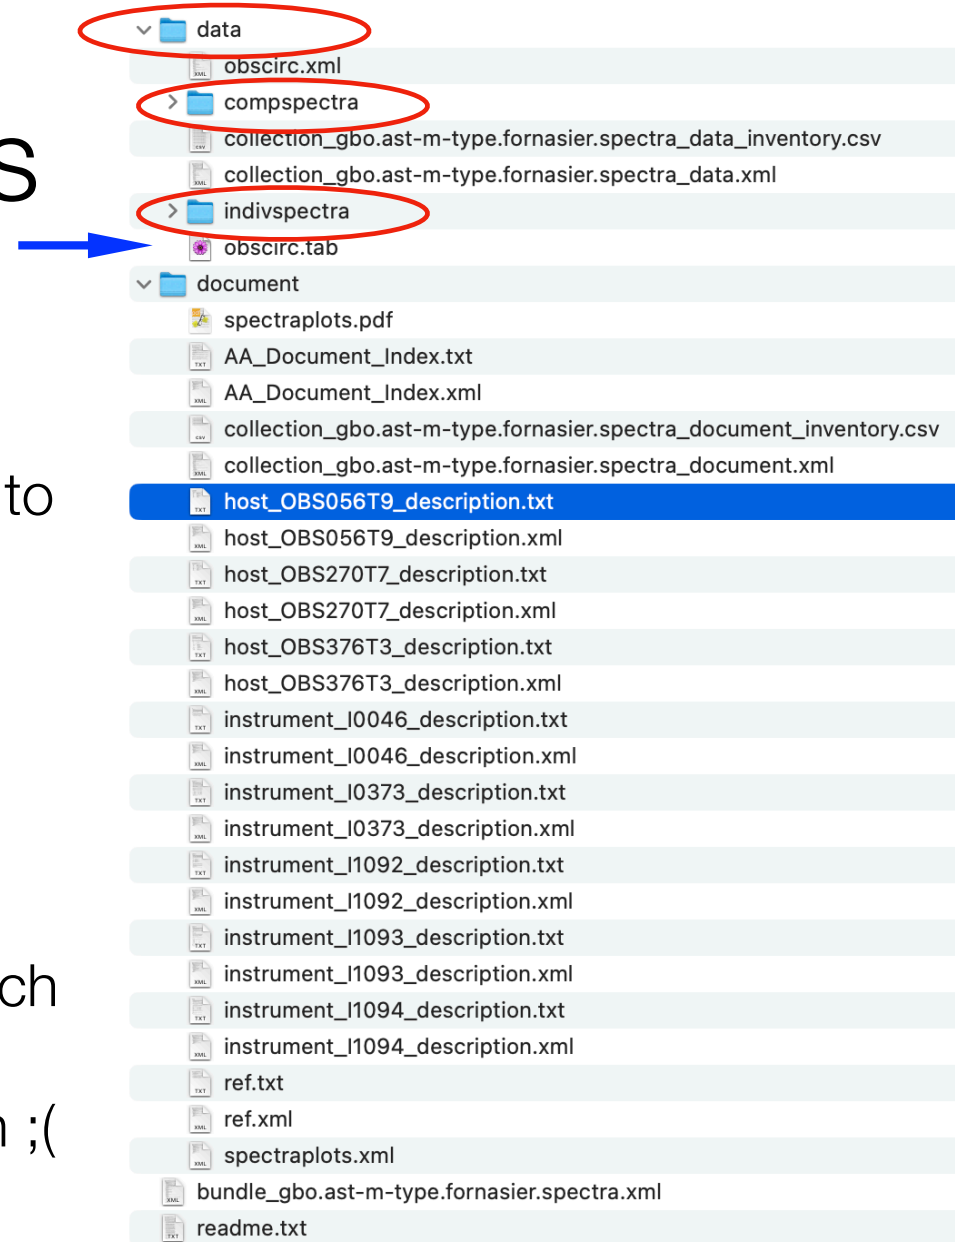 data
obscirc.xml
compspectra
s
collection_gbo.ast-m-type.fornasier.spectra_data_inventory.csv
collection_gbo.ast-m-type.fornasier.spectra_data.xml
indivspectra
obscirc.tab
document
spectraplots.pdf
AA_Document_Index.txt
AA_Document_Index.xml
collection_gbo.ast-m-type.fornasier.spectra_document_inventory.csv
collection_gbo.ast-m-type.fornasier.spectra_document.xml
to
host_OBS056T9_description.txt
host_OBS056T9_description.xml
host_OBS270T7_description.txt
host_OBS270T7_description.xml
host_OBS376T3_description.txt
host_OBS376T3_description.xml
instrument_I0046_description.txt
instrument_I0046_description.xml
instrument_I0373_description.txt
instrument_I0373_description.xml
instrument_I1092_description.txt
instrument_I1092_description.xml
instrument_I1093_description.txt
instrument_I1093_description.xml
ch
instrument_I1094_description.txt
instrument_I1094_description.xml
ref.txt
ref.xml
;(
spectraplots.xml
bundle_gbo.ast-m-type.fornasier.spectra.xml
readme.txt